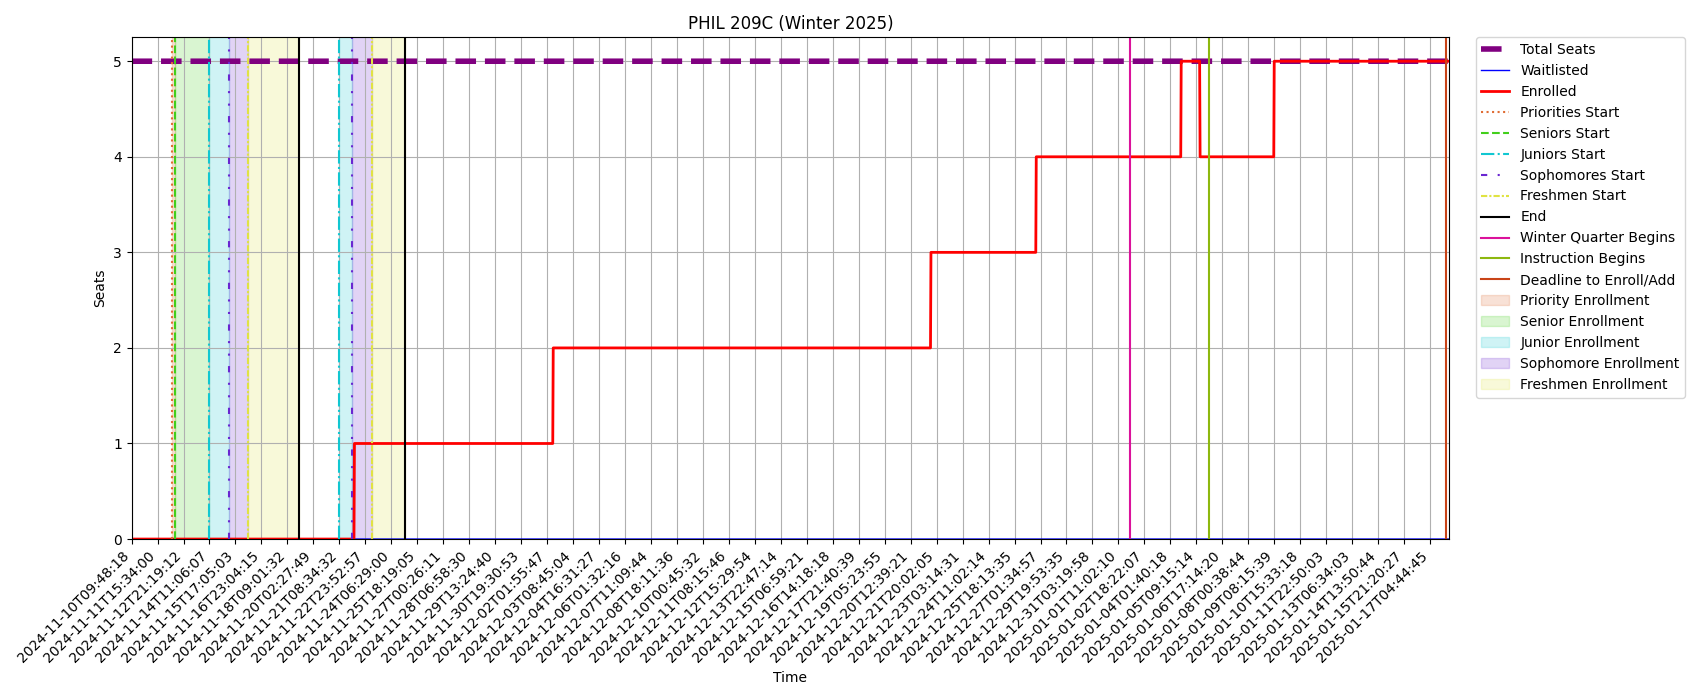 PHIL 209C (Winter 2025)
Seats
5
4
3
2
1
0
2024-11-10T09:48:18
2024-11-11T15:34:00
2024-11-12T21:19:12
2024-11-14T11:06:07
2024-11-15T17:05:03
2024-11-16T23:04:15
2024-11-18T09:01:32
2024-11-20T02:27:49
2024-11-21T08:34:32
2024-11-22T23:52:57
2024-11-24T06:29:00
2024-11-25T18:19:05
2024-11-27T00:26:11
2024-11-28T06:58:30
2024-11-29T13:24:40
2024-11-30T19:30:53
2024-12-02T01:55:47
2024-12-03T08:45:04
2024-12-04T16:31:27
2024-12-06T01:32:16
2024-12-07T11:09:44
2024-12-08T18:11:36
2024-12-10T00:45:32
2024-12-11T08:15:46
2024-12-12T15:29:54
2024-12-13T22:47:14
2024-12-15T06:59:21
2024-12-16T14:18:18
2024-12-17T21:40:39
2024-12-19T05:23:55
2024-12-20T12:39:21
2024-12-21T20:02:05
2024-12-23T03:14:31
2024-12-24T11:02:14
2024-12-25T18:13:35
2024-12-27T01:34:57
2024-12-29T19:53:35
2024-12-31T03:19:58
2025-01-01T11:02:10
2025-01-02T18:22:07
2025-01-04T01:40:18
2025-01-05T09:15:14
2025-01-06T17:14:20
2025-01-08T00:38:44
2025-01-09T08:15:39
2025-01-10T15:33:18
2025-01-11T22:50:03
2025-01-13T06:34:03
2025-01-14T13:50:44
2025-01-15T21:20:27
2025-01-17T04:44:45
Time
Total Seats
Waitlisted
Enrolled
Priorities Start
Seniors Start
Juniors Start
Sophomores Start
Freshmen Start
End
Winter Quarter Begins
Instruction Begins
Deadline to Enroll/Add
Priority Enrollment
Senior Enrollment
Junior Enrollment
Sophomore Enrollment
Freshmen Enrollment